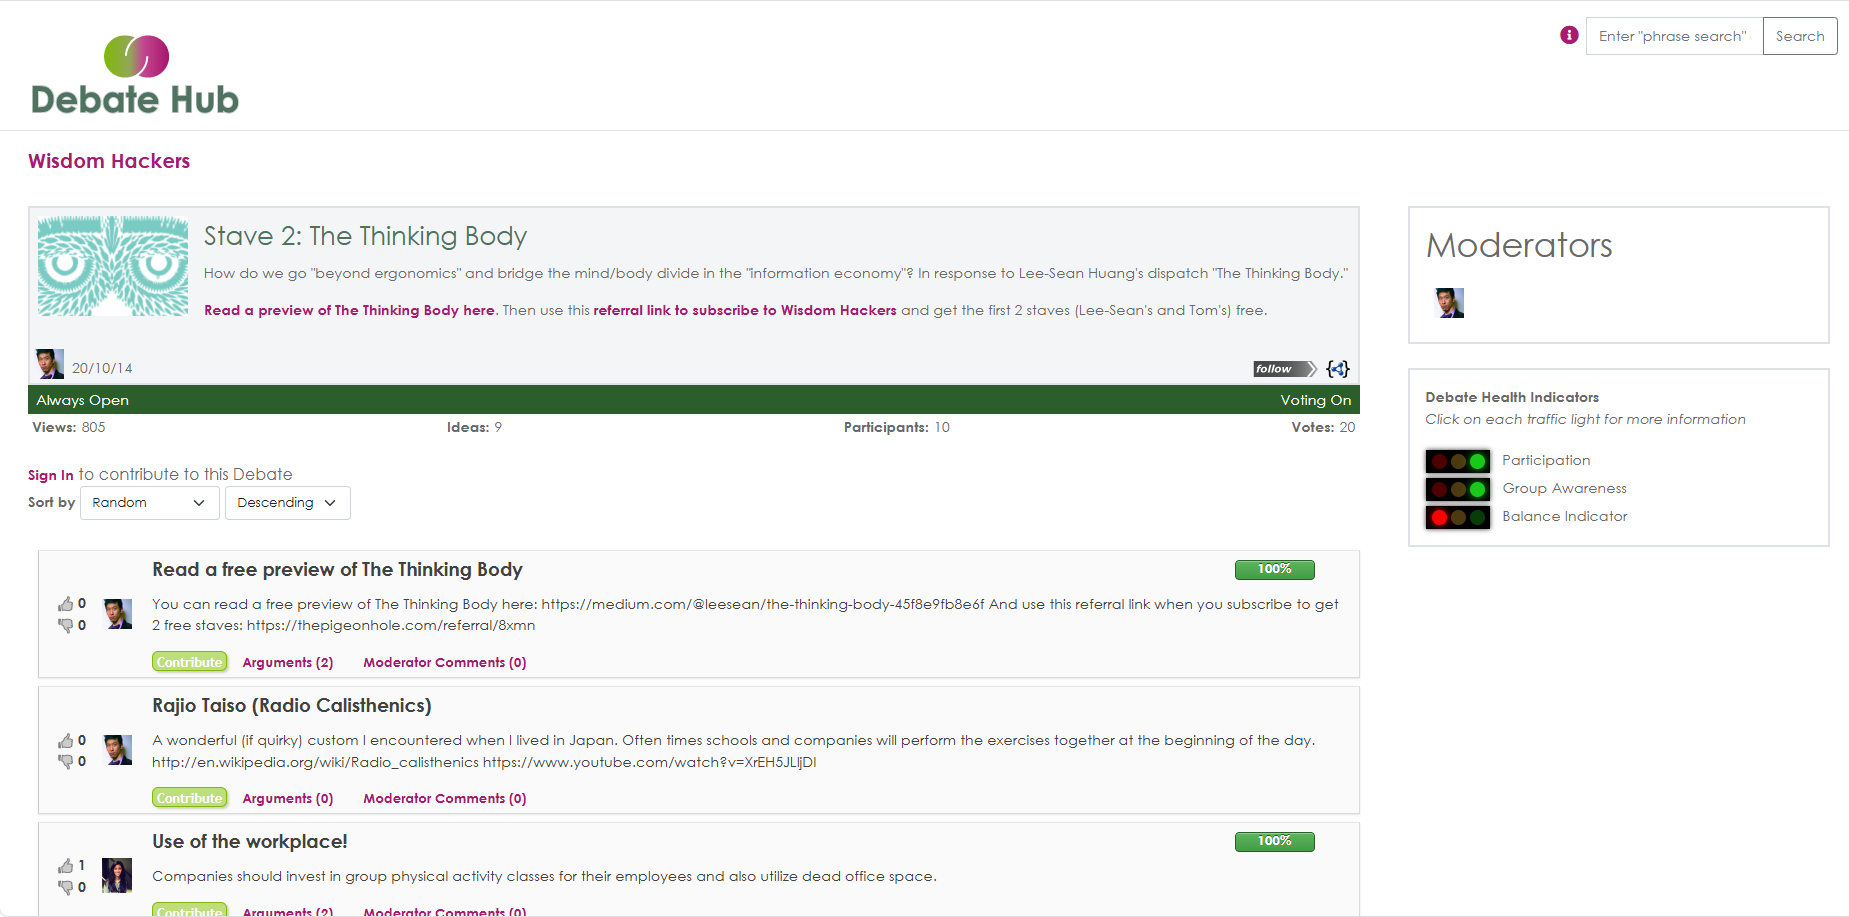 Debate Hub
Enter "phrase search"
Search
Wisdom Hackers
Stave 2: The Thinking Body
How do we go "beyond ergonomics" and bridge the mind/body divide in the "information economy"? In response to Lee-Sean Huang's dispatch "The Thinking Body."
Read a preview of The Thinking Body here. Then use this referral link to subscribe to Wisdom Hackers and get the first 2 staves (Lee-Sean's and Tom's) free.
20/10/14
follow
Always Open
Voting On
Views: 805
Ideas: 9
Participants: 10
Votes: 20
Sign In to contribute to this Debate
Sort by Random Descending
Moderators
Debate Health Indicators
Click on each traffic light for more information
Participation
Group Awareness
Balance Indicator
Read a free preview of The Thinking Body
100%
0
0
You can read a free preview of The Thinking Body here: https://medium.com/@leesean/the-thinking-body-45f8e9fb8e6f And use this referral link when you subscribe to get
2 free staves: https://thepigeonhole.com/referral/8xmn
Contribute Arguments (2) Moderator Comments (0)
Rajio Taiso (Radio Calisthenics)
0
0
A wonderful (if quirky) custom I encountered when I lived in Japan. Often times schools and companies will perform the exercises together at the beginning of the day.
http://en.wikipedia.org/wiki/Radio_calisthenics
Contribute Arguments (0) Moderator Comments (0)
Use of the workplace!
100%
1
0
Companies should invest in group physical activity classes for their employees and also utilize dead office space.
Contribute Arguments (2) Moderator Comments (0)